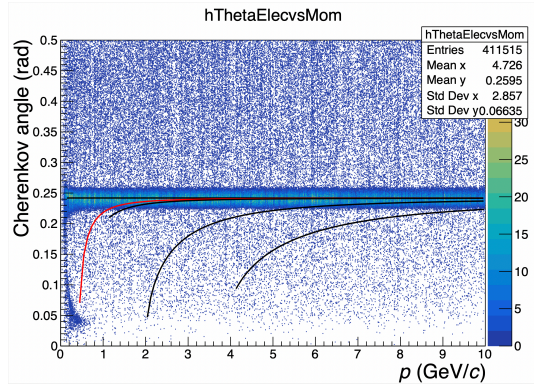 hThetaElecvsMom
hThetaElecvsMom
Entries 411515
Mean x 4.726
Mean y 0.2595
Std Dev x 2.857
Std Dev y 0.06635
Cherenkov angle (rad)
0.5
0.45
0.4
0.35
0.3
0.25
0.2
0.15
0.1
0.05
0
0 1 2 3 4 5 6 7 8 9 10
p (GeV/c)
30
25
20
15
10
5
0